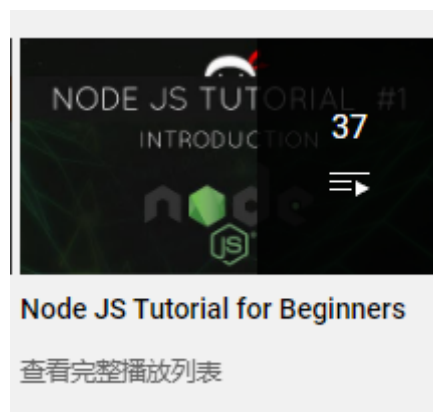 NODE JS TUTORIAL #1
INTRODUCTION
37
node
JS
Node JS Tutorial for Beginners
查看完整播放列表